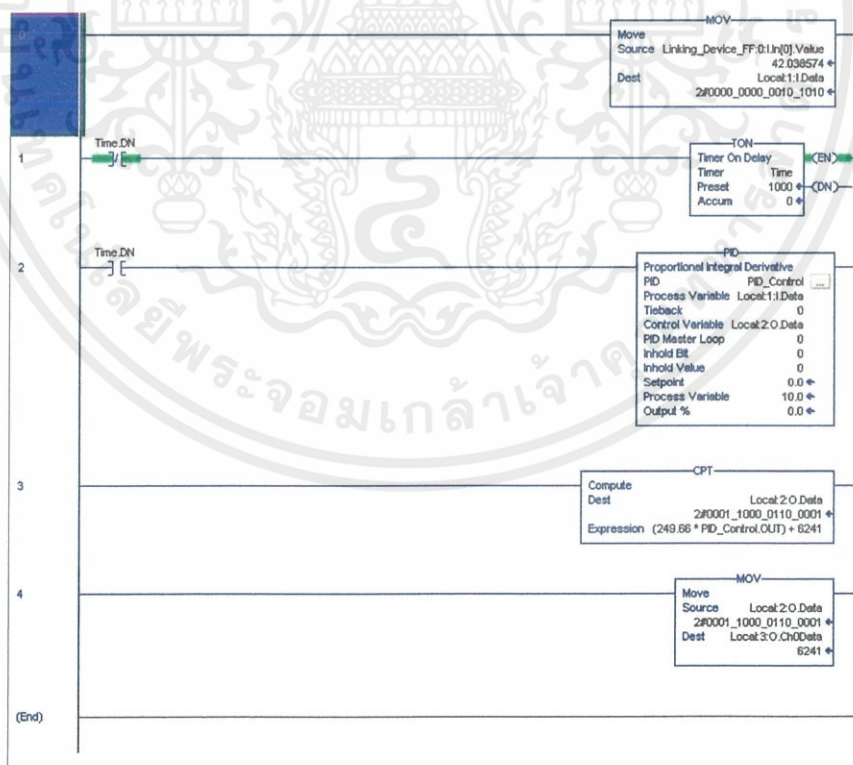 0
MOV
Move
Source Linking_Device_FF:0:I.In[0].Value
42.038574
Dest Local:1:I.Data
2#0000_0000_0010_1010
1
Time.DN
TON
Timer On Delay
Timer Time
Preset 1000
Accum 0
(EN)
(DN)
2
Time.DN
PID
Proportional Integral Derivative
PID PID_Control ...
Process Variable Local:1:I.Data
Tieback 0
Control Variable Local:2:O.Data
PID Master Loop 0
Inhold Bit 0
Inhold Value 0
Setpoint 0.0
Process Variable 10.0
Output % 0.0
3
CPT
Compute
Dest Local:2:O.Data
2#0001_1000_0110_0001
Expression (249.66 * PID_Control.OUT) + 6241
4
MOV
Move
Source Local:2:O.Data
2#0001_1000_0110_0001
Dest Local:3:O.Ch0Data
6241
(End)